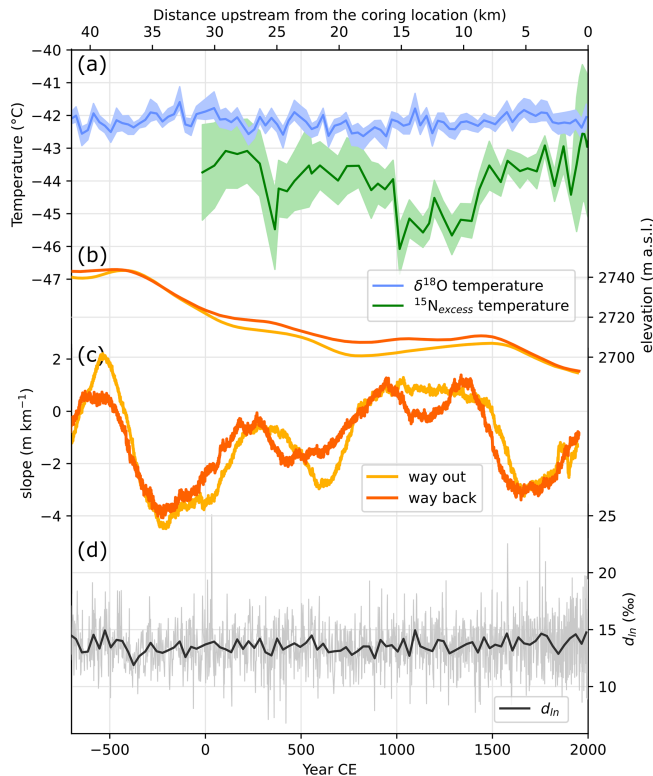 Distance upstream from the coring location (km)
40 35 30 25 20 15 10 5 0
(a)
Temperature (°C)
−40
−41
−42
−43
−44
−45
−46
−47
δ¹⁸O temperature
¹⁵Nₑₓcₑₛₛ temperature
(b)
elevation (m a.s.l.)
2740
2720
2700
(c)
slope (m km⁻¹)
2
0
−2
−4
way out
way back
(d)
25
20
15
10
dₗₙ (‰)
dₗₙ
−500 0 500 1000 1500 2000
Year CE